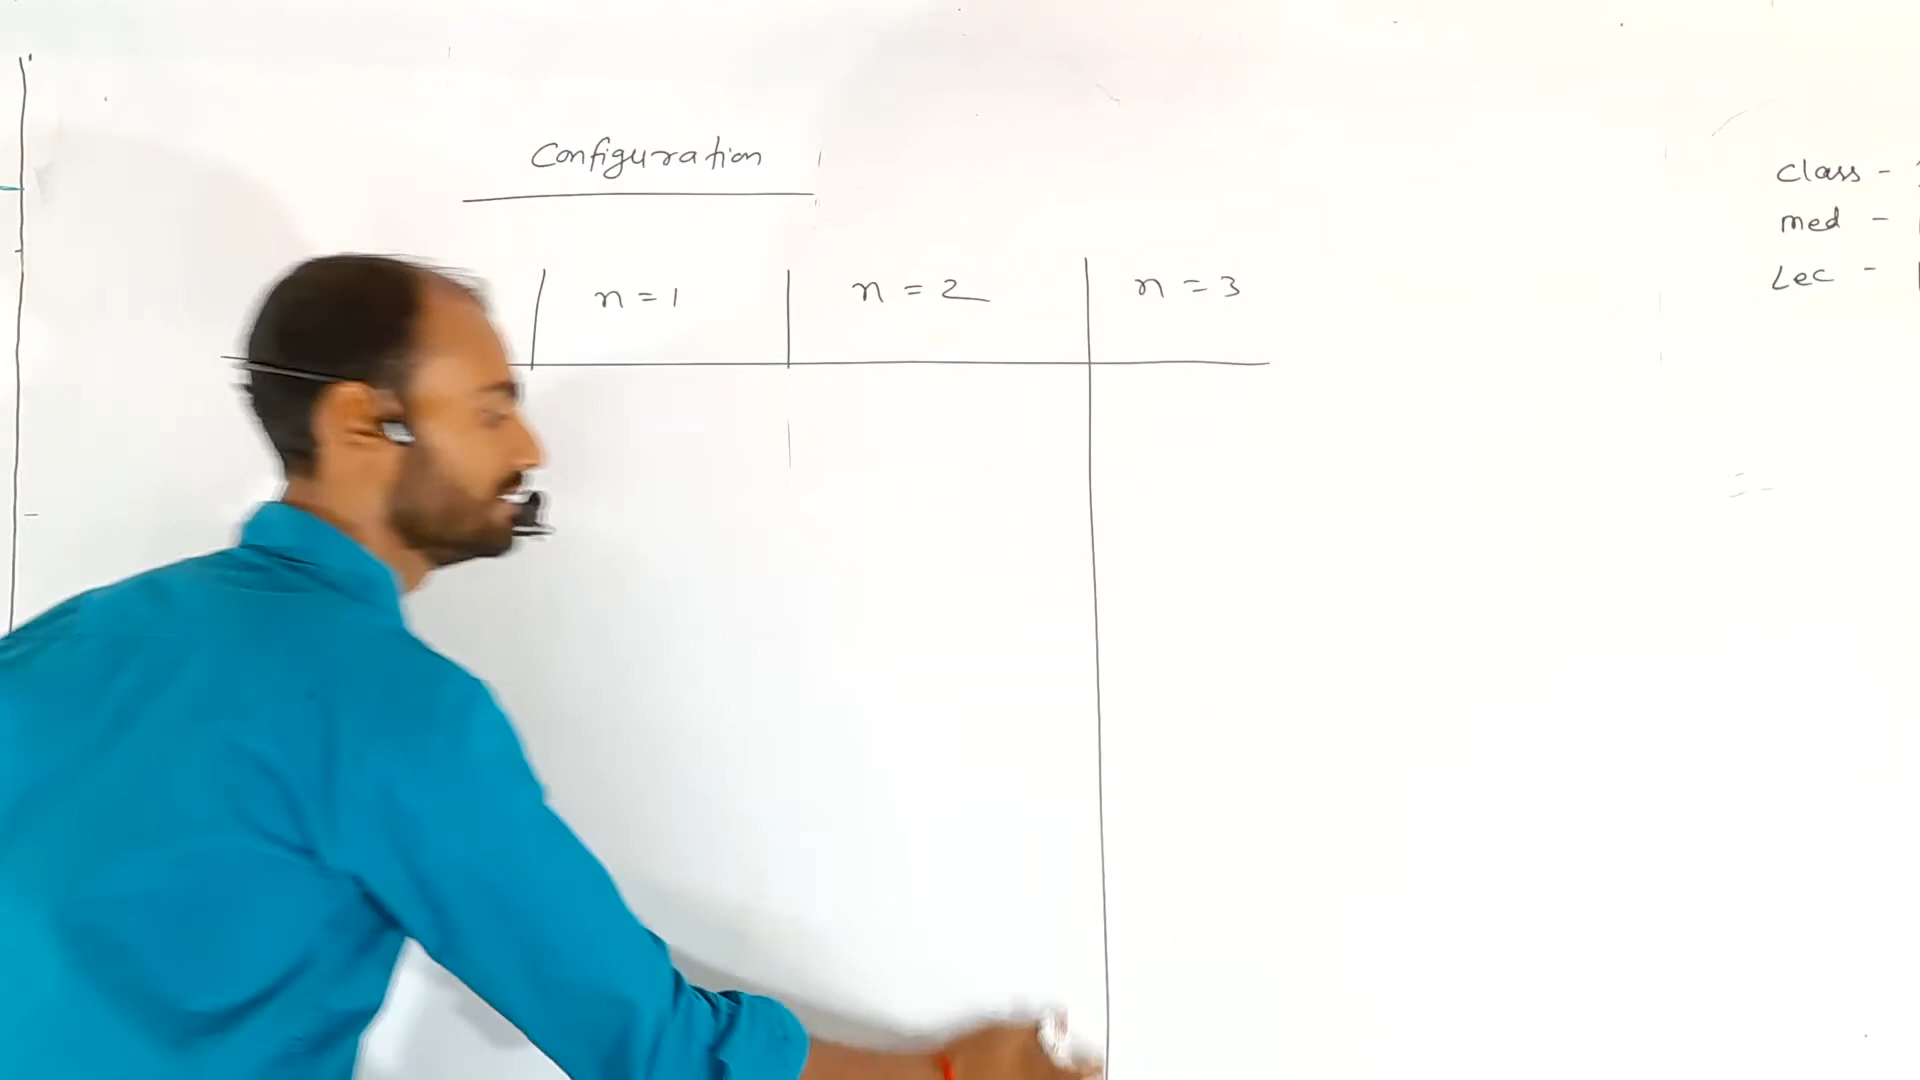 Configuration
n = 1
n = 2
n = 3
Class -
med -
Lec -